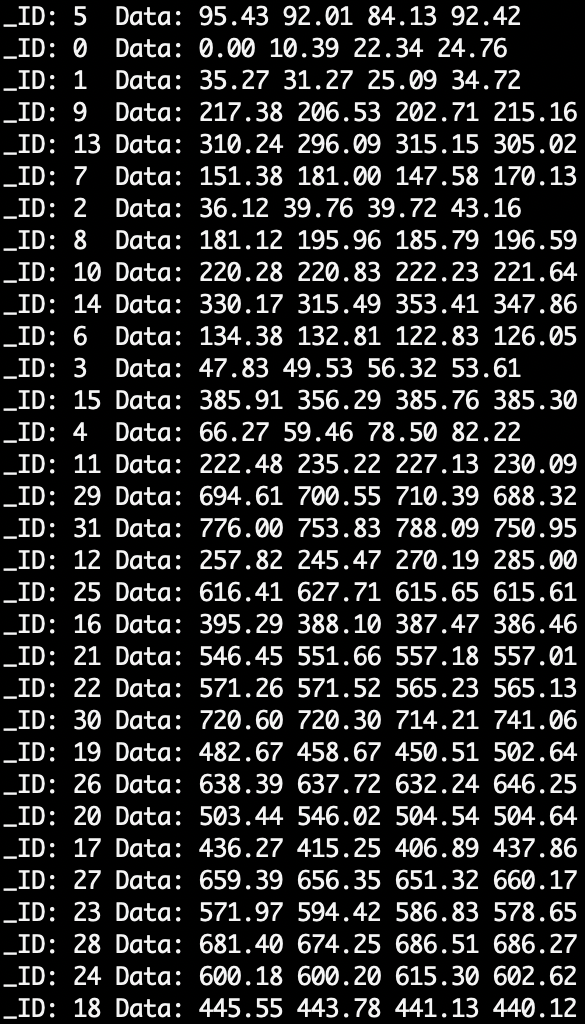 _ID: 5  Data: 95.43 92.01 84.13 92.42
_ID: 0  Data: 0.00 10.39 22.34 24.76
_ID: 1  Data: 35.27 31.27 25.09 34.72
_ID: 9  Data: 217.38 206.53 202.71 215.16
_ID: 13 Data: 310.24 296.09 315.15 305.02
_ID: 7  Data: 151.38 181.00 147.58 170.13
_ID: 2  Data: 36.12 39.76 39.72 43.16
_ID: 8  Data: 181.12 195.96 185.79 196.59
_ID: 10 Data: 220.28 220.83 222.23 221.64
_ID: 14 Data: 330.17 315.49 353.41 347.86
_ID: 6  Data: 134.38 132.81 122.83 126.05
_ID: 3  Data: 47.83 49.53 56.32 53.61
_ID: 15 Data: 385.91 356.29 385.76 385.30
_ID: 4  Data: 66.27 59.46 78.50 82.22
_ID: 11 Data: 222.48 235.22 227.13 230.09
_ID: 29 Data: 694.61 700.55 710.39 688.32
_ID: 31 Data: 776.00 753.83 788.09 750.95
_ID: 12 Data: 257.82 245.47 270.19 285.00
_ID: 25 Data: 616.41 627.71 615.65 615.61
_ID: 16 Data: 395.29 388.10 387.47 386.46
_ID: 21 Data: 546.45 551.66 557.18 557.01
_ID: 22 Data: 571.26 571.52 565.23 565.13
_ID: 30 Data: 720.60 720.30 714.21 741.06
_ID: 19 Data: 482.67 458.67 450.51 502.64
_ID: 26 Data: 638.39 637.72 632.24 646.25
_ID: 20 Data: 503.44 546.02 504.54 504.64
_ID: 17 Data: 436.27 415.25 406.89 437.86
_ID: 27 Data: 659.39 656.35 651.32 660.17
_ID: 23 Data: 571.97 594.42 586.83 578.65
_ID: 28 Data: 681.40 674.25 686.51 686.27
_ID: 24 Data: 600.18 600.20 615.30 602.62
_ID: 18 Data: 445.55 443.78 441.13 440.12